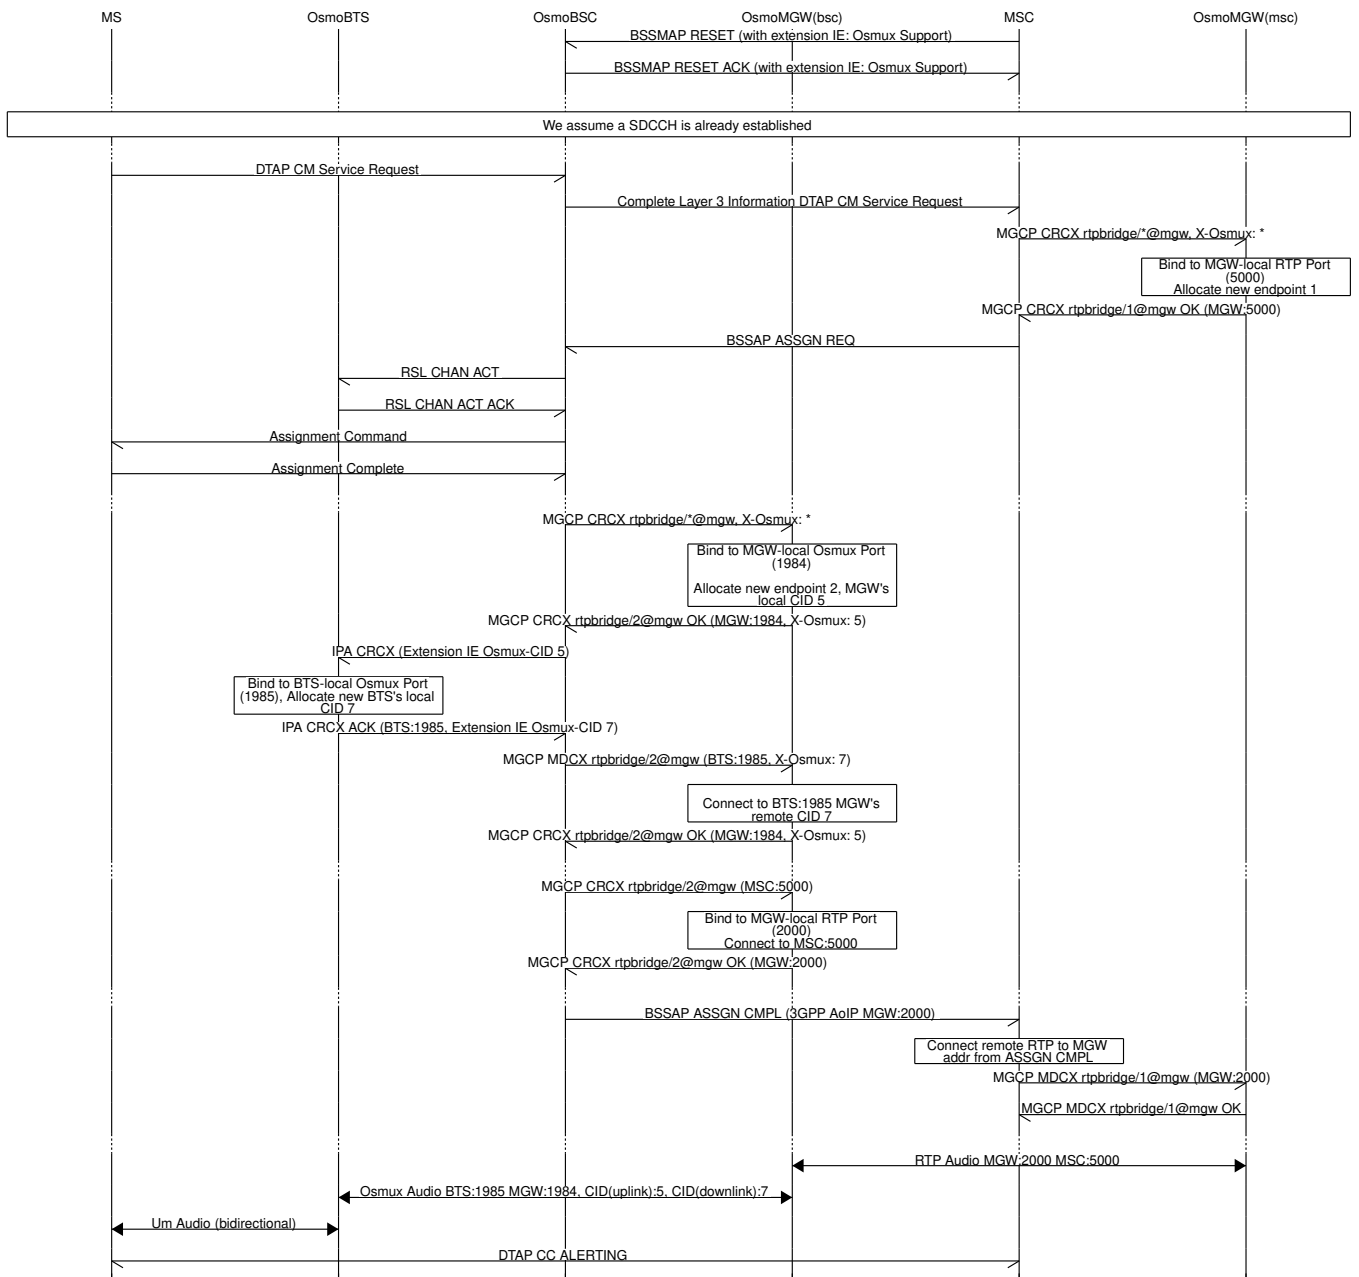 MS OsmoBTS OsmoBSC OsmoMGW(bsc) MSC OsmoMGW(msc)
BSSMAP RESET (with extension IE: Osmux Support)
BSSMAP RESET ACK (with extension IE: Osmux Support)
We assume a SDCCH is already established
DTAP CM Service Request
Complete Layer 3 Information DTAP CM Service Request
MGCP CRCX rtpbridge/*@mgw, X-Osmux: *
Bind to MGW-local RTP Port
(5000)
Allocate new endpoint 1
MGCP CRCX rtpbridge/1@mgw OK (MGW:5000)
BSSAP ASSGN REQ
RSL CHAN ACT
RSL CHAN ACT ACK
Assignment Command
Assignment Complete
MGCP CRCX rtpbridge/*@mgw, X-Osmux: *
Bind to MGW-local Osmux Port
(1984)
Allocate new endpoint 2, MGW's
local CID 5
MGCP CRCX rtpbridge/2@mgw OK (MGW:1984, X-Osmux: 5)
IPA CRCX (Extension IE Osmux-CID 5)
Bind to BTS-local Osmux Port
(1985), Allocate new BTS's local
CID 7
IPA CRCX ACK (BTS:1985, Extension IE Osmux-CID 7)
MGCP MDCX rtpbridge/2@mgw (BTS:1985, X-Osmux: 7)
Connect to BTS:1985 MGW's
remote CID 7
MGCP CRCX rtpbridge/2@mgw OK (MGW:1984, X-Osmux: 5)
MGCP CRCX rtpbridge/2@mgw (MSC:5000)
Bind to MGW-local RTP Port
(2000)
Connect to MSC:5000
MGCP CRCX rtpbridge/2@mgw OK (MGW:2000)
BSSAP ASSGN CMPL (3GPP AoIP MGW:2000)
Connect remote RTP to MGW
addr from ASSGN CMPL
MGCP MDCX rtpbridge/1@mgw (MGW:2000)
MGCP MDCX rtpbridge/1@mgw OK
RTP Audio MGW:2000 MSC:5000
Osmux Audio BTS:1985 MGW:1984, CID(uplink):5, CID(downlink):7
Um Audio (bidirectional)
DTAP CC ALERTING